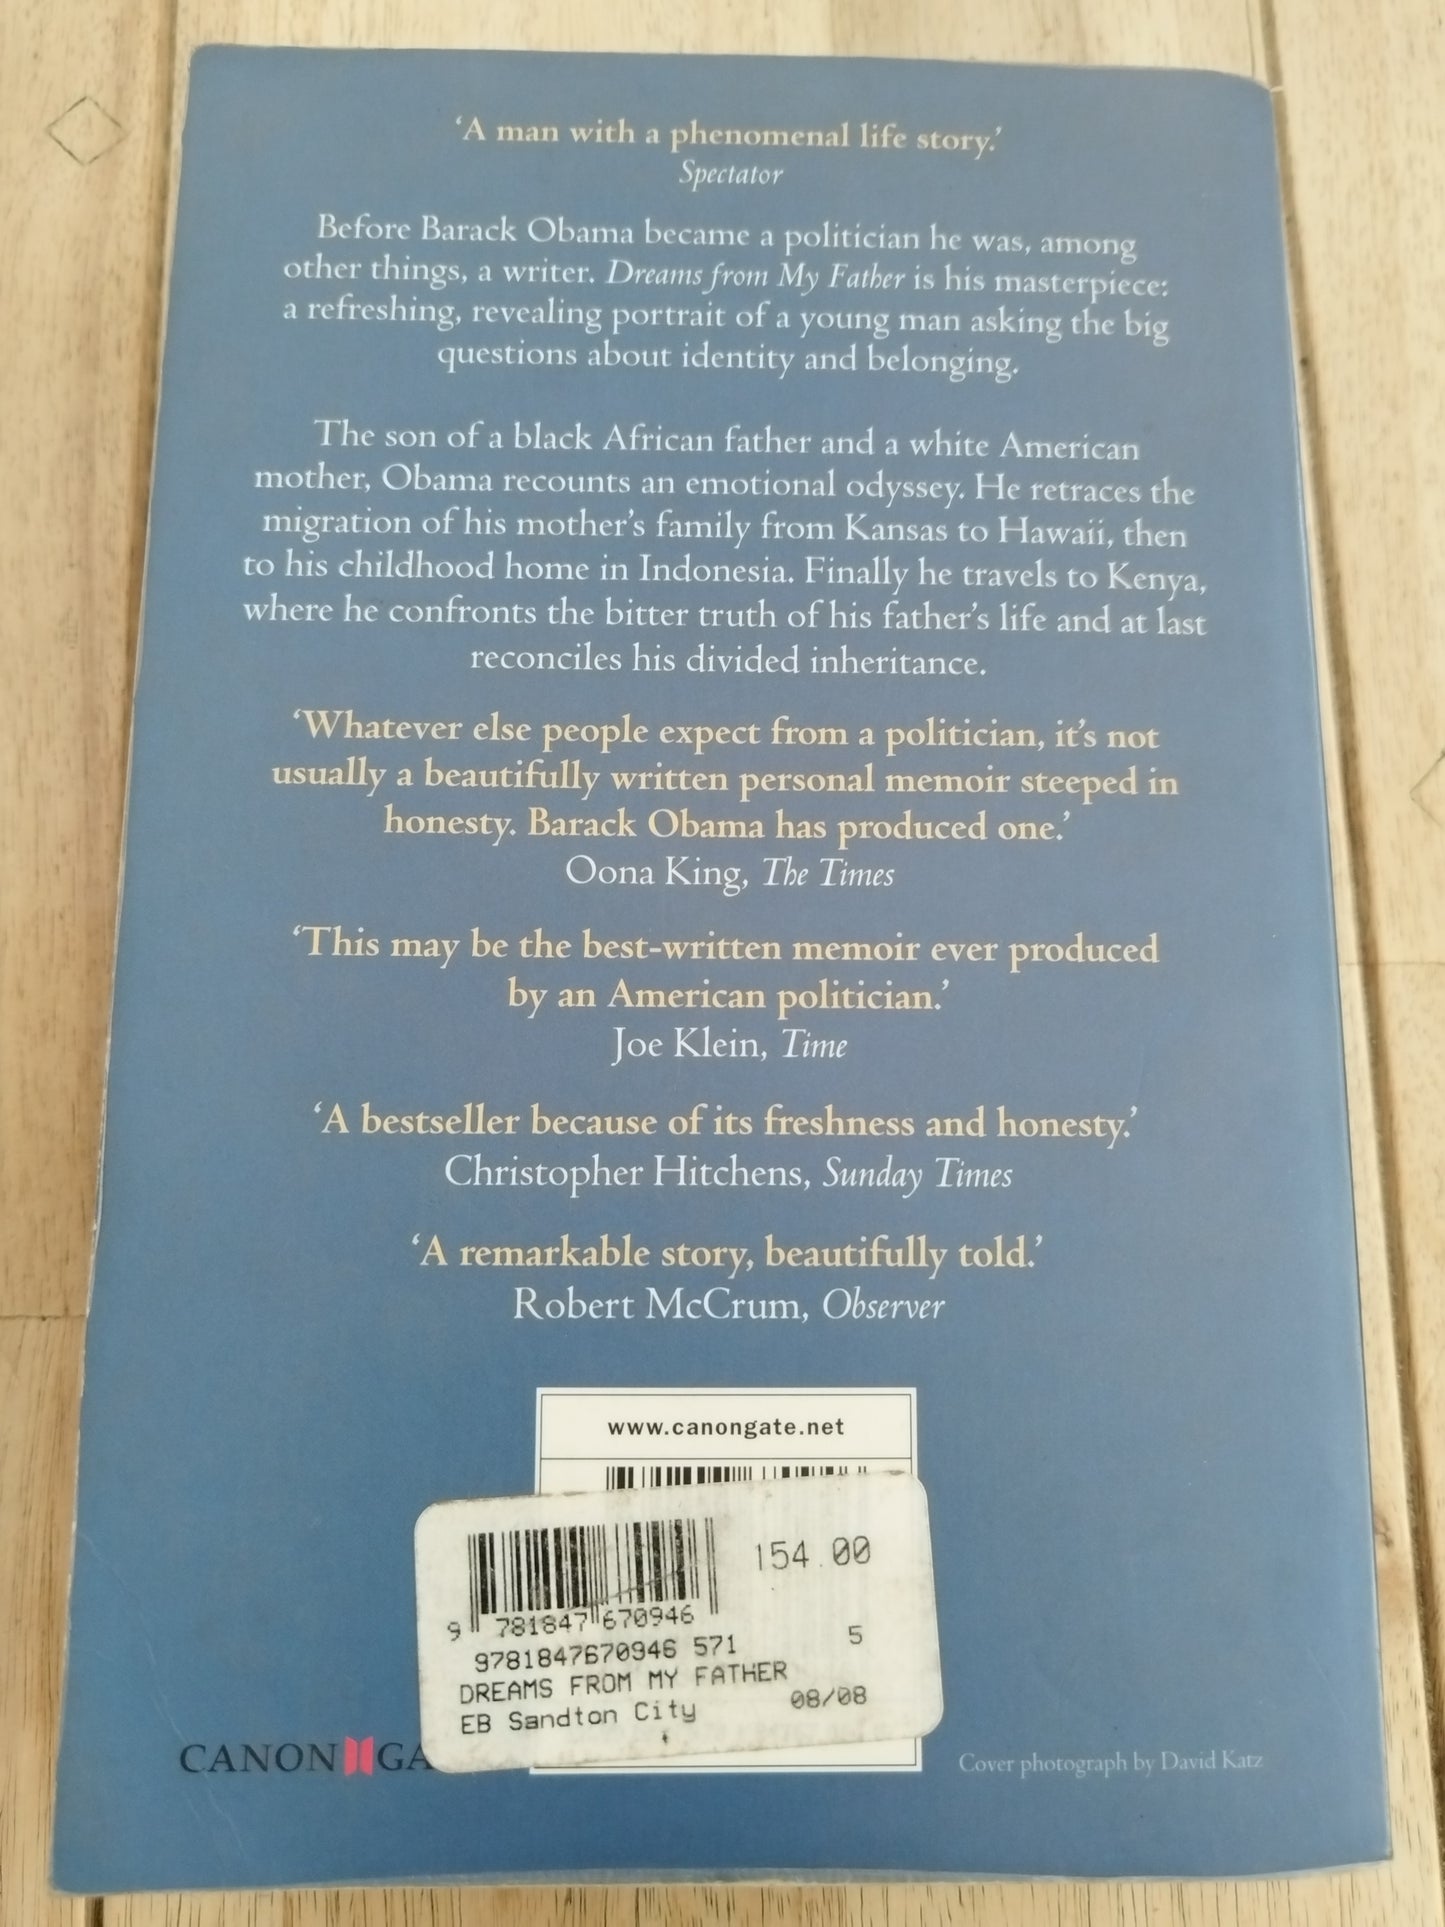 ‘A man with a phenomenal life story.’
Spectator
Before Barack Obama became a politician he was, among
other things, a writer. Dreams from My Father is his masterpiece:
a refreshing, revealing portrait of a young man asking the big
questions about identity and belonging.
The son of a black African father and a white American
mother, Obama recounts an emotional odyssey. He retraces the
migration of his mother’s family from Kansas to Hawaii, then
to his childhood home in Indonesia. Finally he travels to Kenya,
where he confronts the bitter truth of his father’s life and at last
reconciles his divided inheritance.
‘Whatever else people expect from a politician, it’s not
usually a beautifully written personal memoir steeped in
honesty. Barack Obama has produced one.’
Oona King, The Times
‘This may be the best-written memoir ever produced
by an American politician.’
Joe Klein, Time
‘A bestseller because of its freshness and honesty.’
Christopher Hitchens, Sunday Times
‘A remarkable story, beautifully told.’
Robert McCrum, Observer
www.canongate.net
154.00
9 781847 670946
9781847670946 571 5
DREAMS FROM MY FATHER
EB Sandton City 08/08
CANON GA
Cover photograph by David Katz